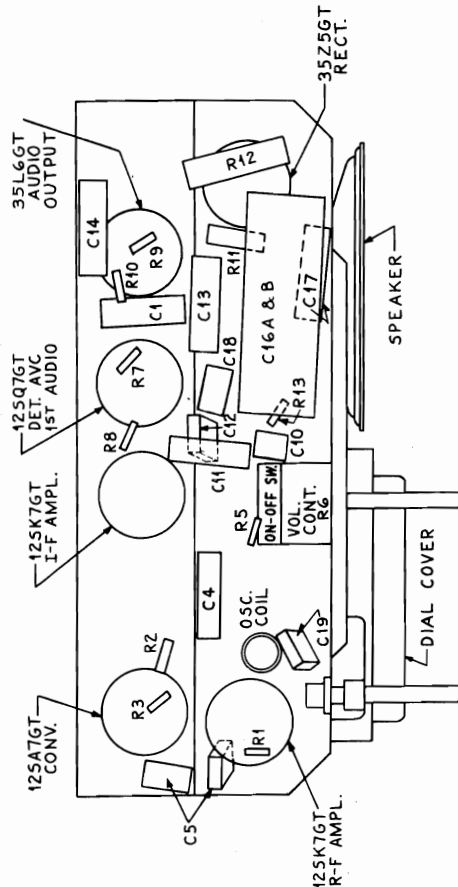 12SA7GT
CONV.
12SK7GT
I-F AMPL.
12SQ7GT
DET. AVC
1ST AUDIO
35L6GT
AUDIO
OUTPUT
35Z5GT
RECT.
R3
R2
R8
R7
C1
R10
R9
C14
C5
C4
C11
C12
C18
C13
R11
R12
R1
OSC.
COIL
C19
R5
ON-OFF SW.
VOL.
CONT.
R6
C10
R13
C16A & B
C17
12SK7GT
R-F AMPL.
DIAL COVER
SPEAKER